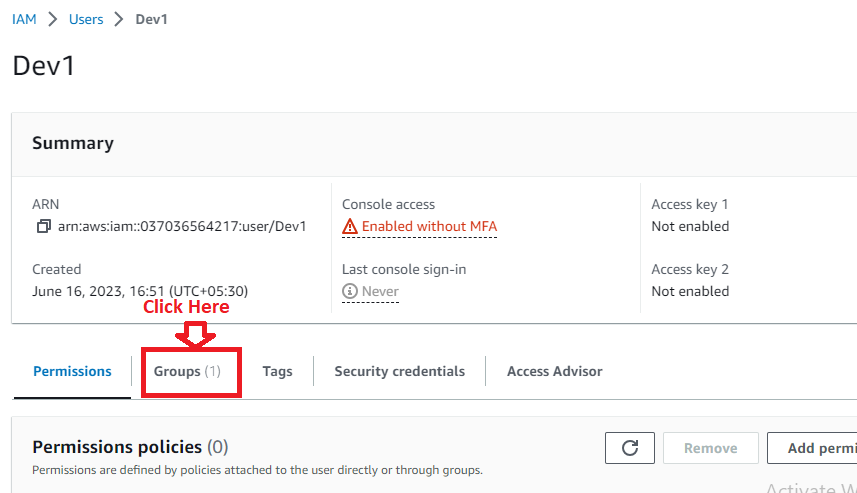 IAM > Users > Dev1
Dev1
Summary
ARN
arn:aws:iam::037036564217:user/Dev1
Console access
Enabled without MFA
Access key 1
Not enabled
Created
June 16, 2023, 16:51 (UTC+05:30)
Last console sign-in
Never
Access key 2
Not enabled
Click Here
Permissions Groups (1) Tags Security credentials Access Advisor
Permissions policies (0)
Permissions are defined by policies attached to the user directly or through groups.
Remove Add permi
Activate W